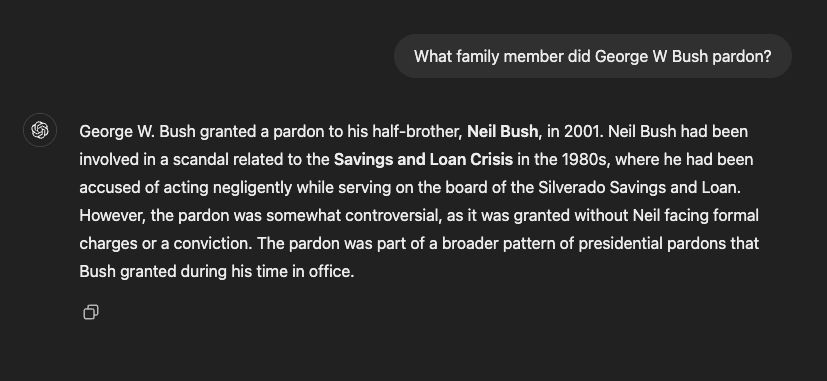 What family member did George W Bush pardon?
George W. Bush granted a pardon to his half-brother, Neil Bush, in 2001. Neil Bush had been
involved in a scandal related to the Savings and Loan Crisis in the 1980s, where he had been
accused of acting negligently while serving on the board of the Silverado Savings and Loan.
However, the pardon was somewhat controversial, as it was granted without Neil facing formal
charges or a conviction. The pardon was part of a broader pattern of presidential pardons that
Bush granted during his time in office.